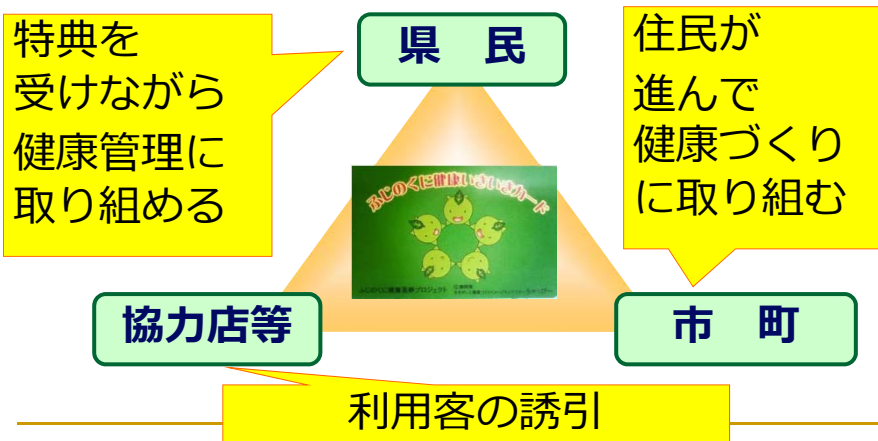 特典を
受けながら
健康管理に
取り組める
県 民
住民が
進んで
健康づくり
に取り組む
ふじのくに健康いきいきカード
協力店等
市 町
利用客の誘引